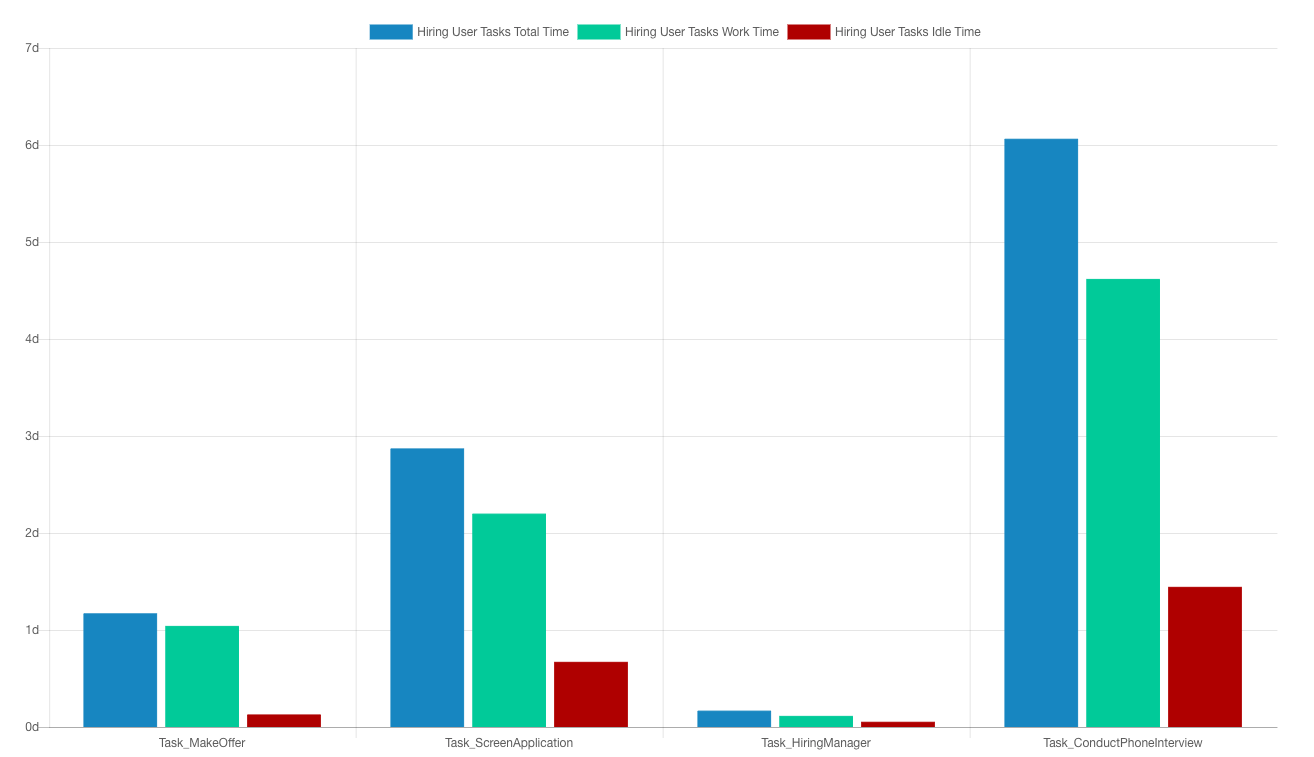 Hiring User Tasks Total Time Hiring User Tasks Work Time Hiring User Tasks Idle Time
7d
6d
5d
4d
3d
2d
1d
0d
Task_MakeOffer Task_ScreenApplication Task_HiringManager Task_ConductPhoneInterview